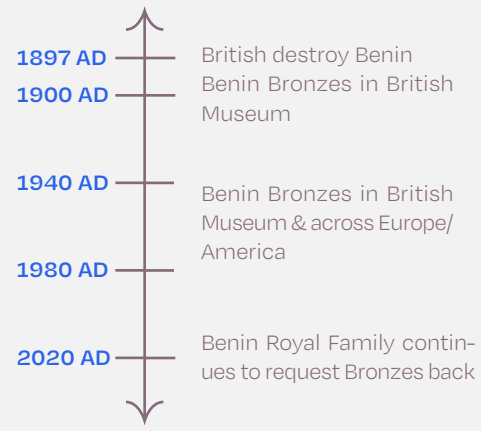 1897 AD British destroy Benin
1900 AD Benin Bronzes in British
Museum
1940 AD Benin Bronzes in British
Museum & across Europe/
America
1980 AD
2020 AD Benin Royal Family contin-
ues to request Bronzes back